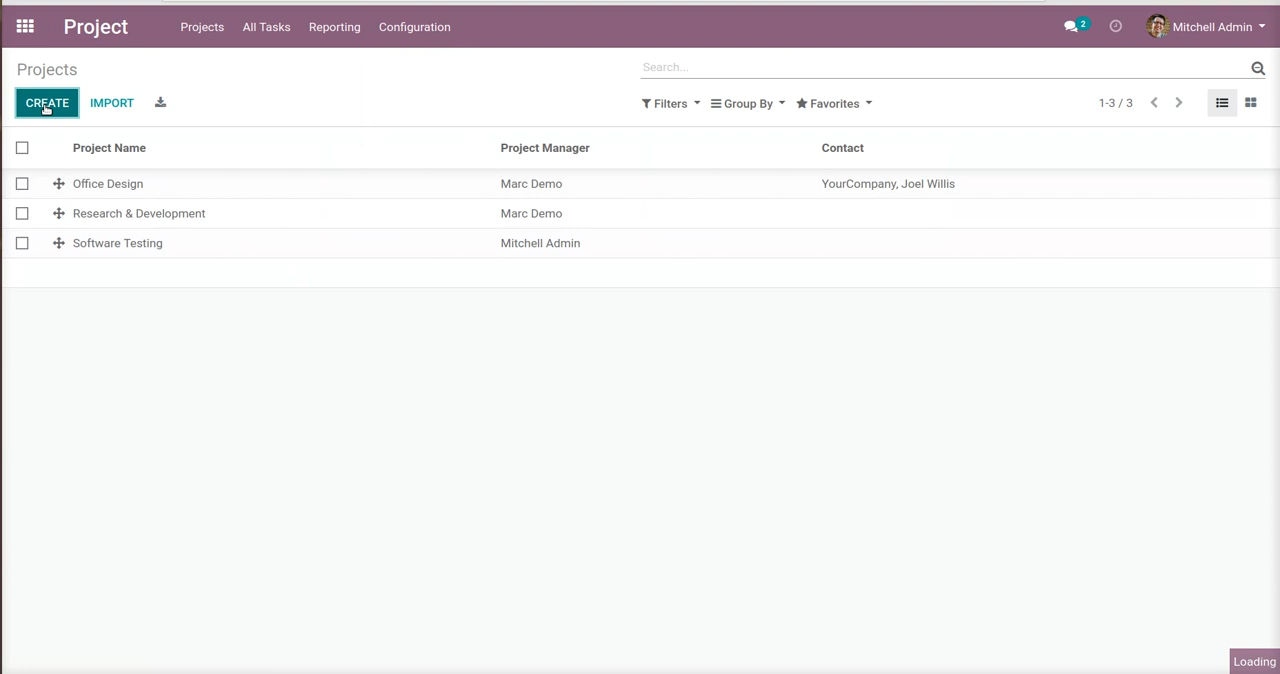 Project Projects All Tasks Reporting Configuration 2 Mitchell Admin
Projects Search...
CREATE IMPORT Filters Group By Favorites 1-3 / 3
Project Name Project Manager Contact
Office Design Marc Demo YourCompany, Joel Willis
Research & Development Marc Demo
Software Testing Mitchell Admin
Loading